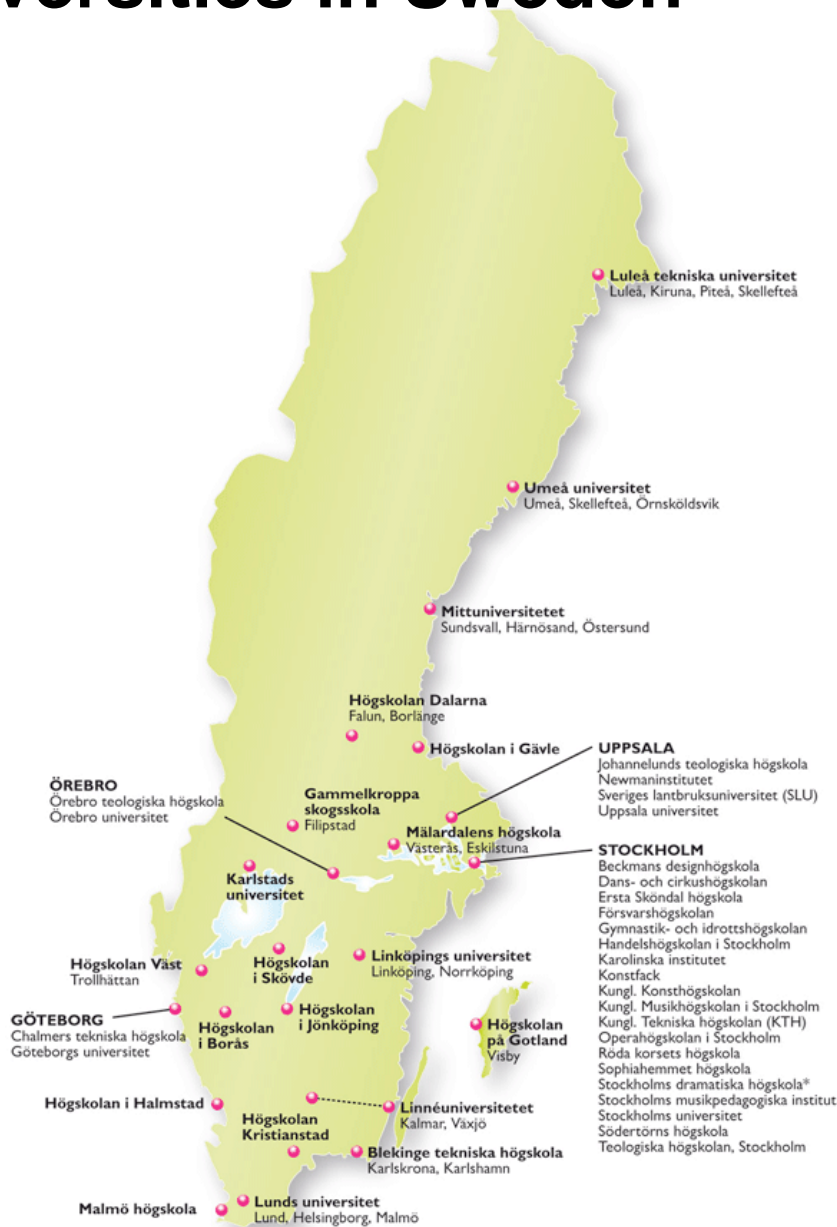 versities in Sweden
Luleå tekniska universitet
Luleå, Kiruna, Piteå, Skellefteå
Umeå universitet
Umeå, Skellefteå, Örnsköldsvik
Mittuniversitetet
Sundsvall, Härnösand, Östersund
Högskolan Dalarna
Falun, Borlänge
Högskolan i Gävle
UPPSALA
Johannelunds teologiska högskola
Newmaninstitutet
Sveriges lantbruksuniversitet (SLU)
Uppsala universitet
ÖREBRO
Örebro teologiska högskola
Örebro universitet
Gammelkroppa
skogsskola
Filipstad
Mälardalens högskola
Västerås, Eskilstuna
STOCKHOLM
Beckmans designhögskola
Dans- och cirkushögskolan
Ersta Sköndal högskola
Försvarshögskolan
Gymnastik- och idrottshögskolan
Handelshögskolan i Stockholm
Karolinska institutet
Konstfack
Kungl. Konsthögskolan
Kungl. Musikhögskolan i Stockholm
Kungl. Tekniska högskolan (KTH)
Operahögskolan i Stockholm
Röda korsets högskola
Sophiahemmet högskola
Stockholms dramatiska högskola*
Stockholms musikpedagogiska institut
Stockholms universitet
Södertörns högskola
Teologiska högskolan, Stockholm
Karlstads
universitet
Högskolan Väst
Trollhättan
Högskolan
i Skövde
Linköpings universitet
Linköping, Norrköping
GÖTEBORG
Chalmers tekniska högskola
Göteborgs universitet
Högskolan
i Borås
Högskolan
i Jönköping
Högskolan
på Gotland
Visby
Högskolan i Halmstad
Högskolan
Kristianstad
Linnéuniversitetet
Kalmar, Växjö
Blekinge tekniska högskola
Karlskrona, Karlshamn
Malmö högskola
Lunds universitet
Lund, Helsingborg, Malmö